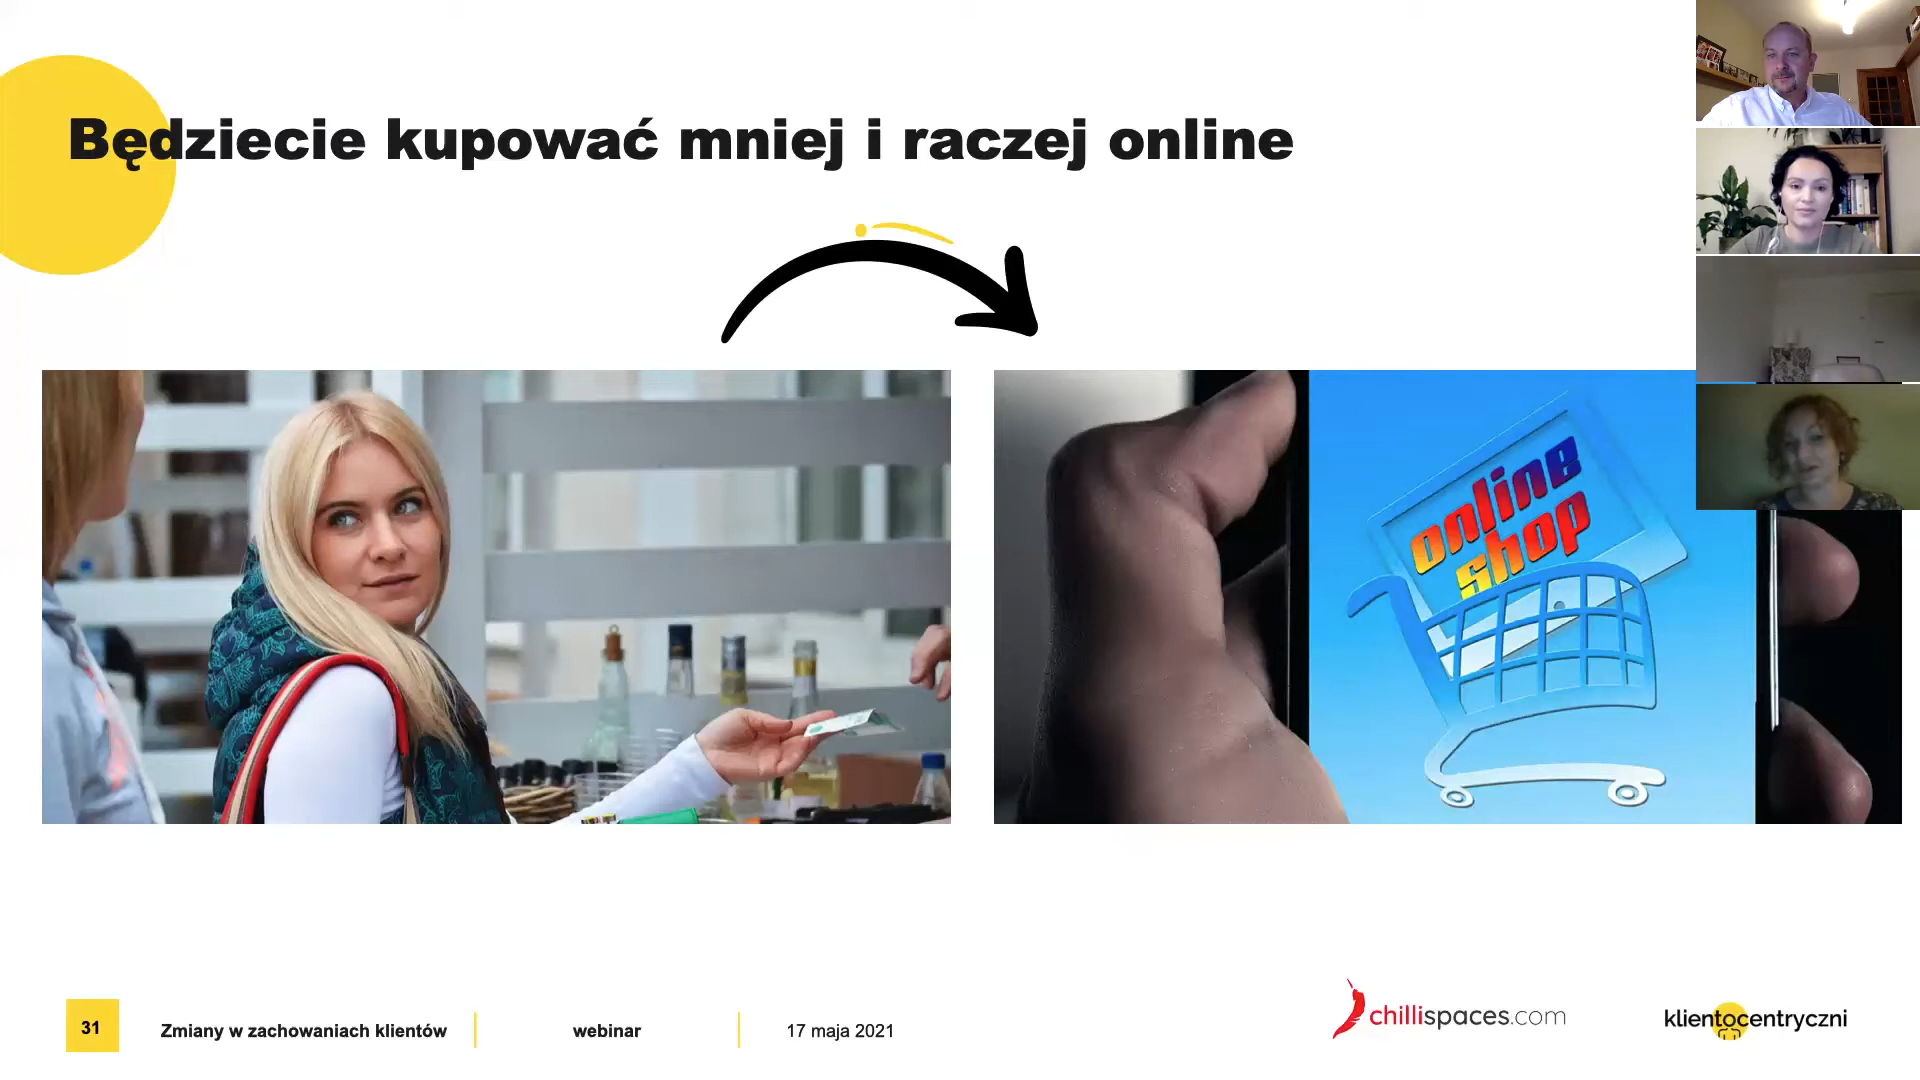 Będziecie kupować mniej i raczej online
online
shop
31
Zmiany w zachowaniach klientów
webinar
17 maja 2021
chillispaces.com
klientocentryczni